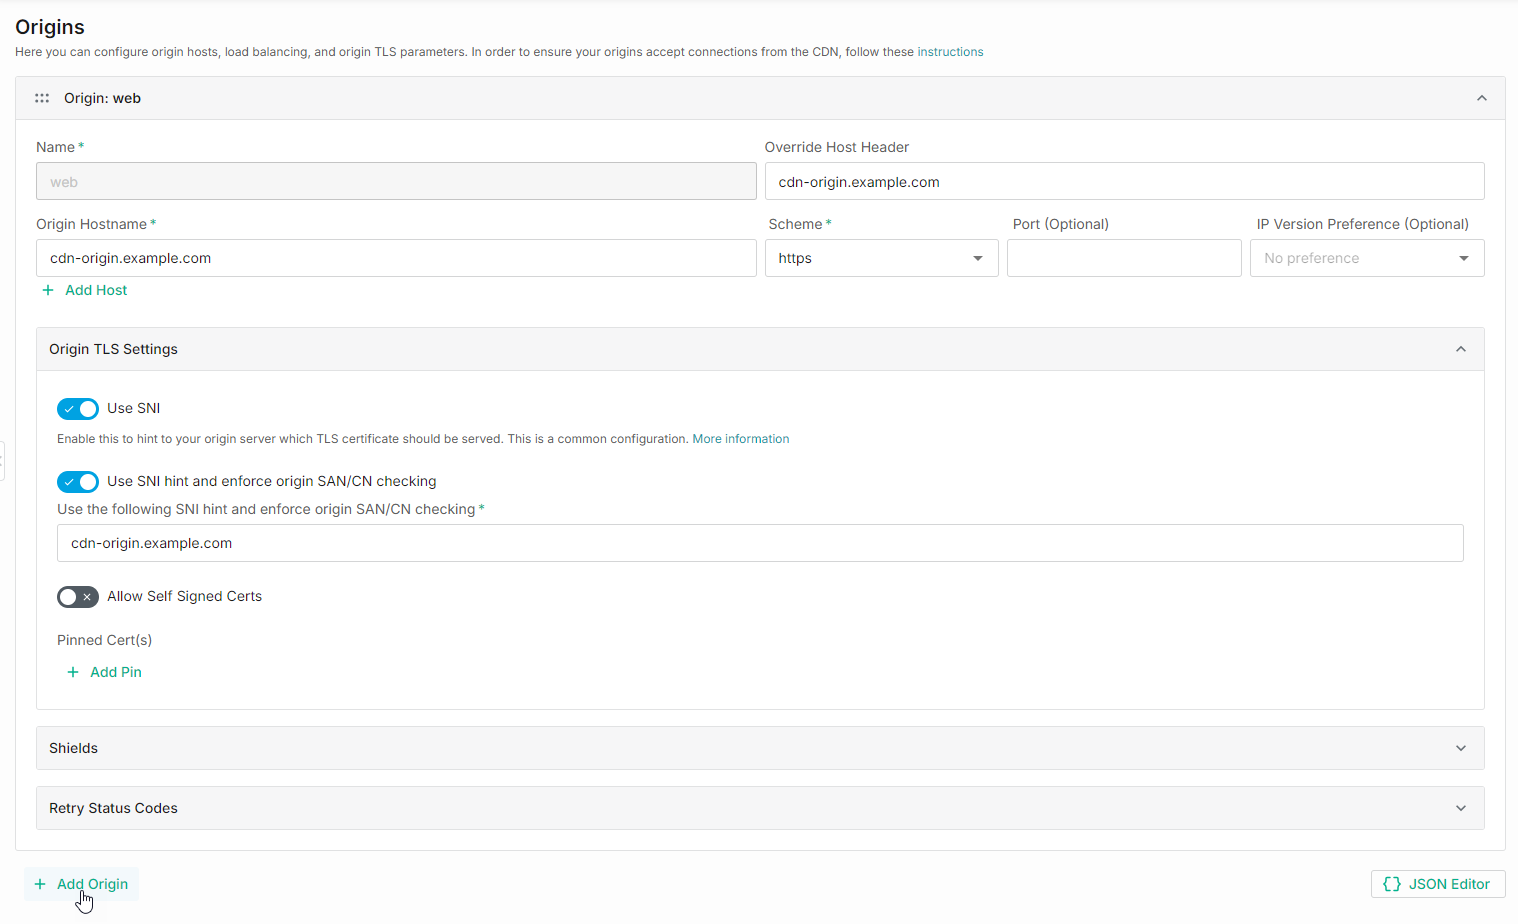 Origins
Here you can configure origin hosts, load balancing, and origin TLS parameters. In order to ensure your origins accept connections from the CDN, follow these instructions
Origin: web
Name *
Override Host Header
web
cdn-origin.example.com
Origin Hostname *
Scheme *
Port (Optional)
IP Version Preference (Optional)
cdn-origin.example.com
https
No preference
+ Add Host
Origin TLS Settings
Use SNI
Enable this to hint to your origin server which TLS certificate should be served. This is a common configuration. More information
Use SNI hint and enforce origin SAN/CN checking
Use the following SNI hint and enforce origin SAN/CN checking *
cdn-origin.example.com
Allow Self Signed Certs
Pinned Cert(s)
+ Add Pin
Shields
Retry Status Codes
+ Add Origin
{} JSON Editor